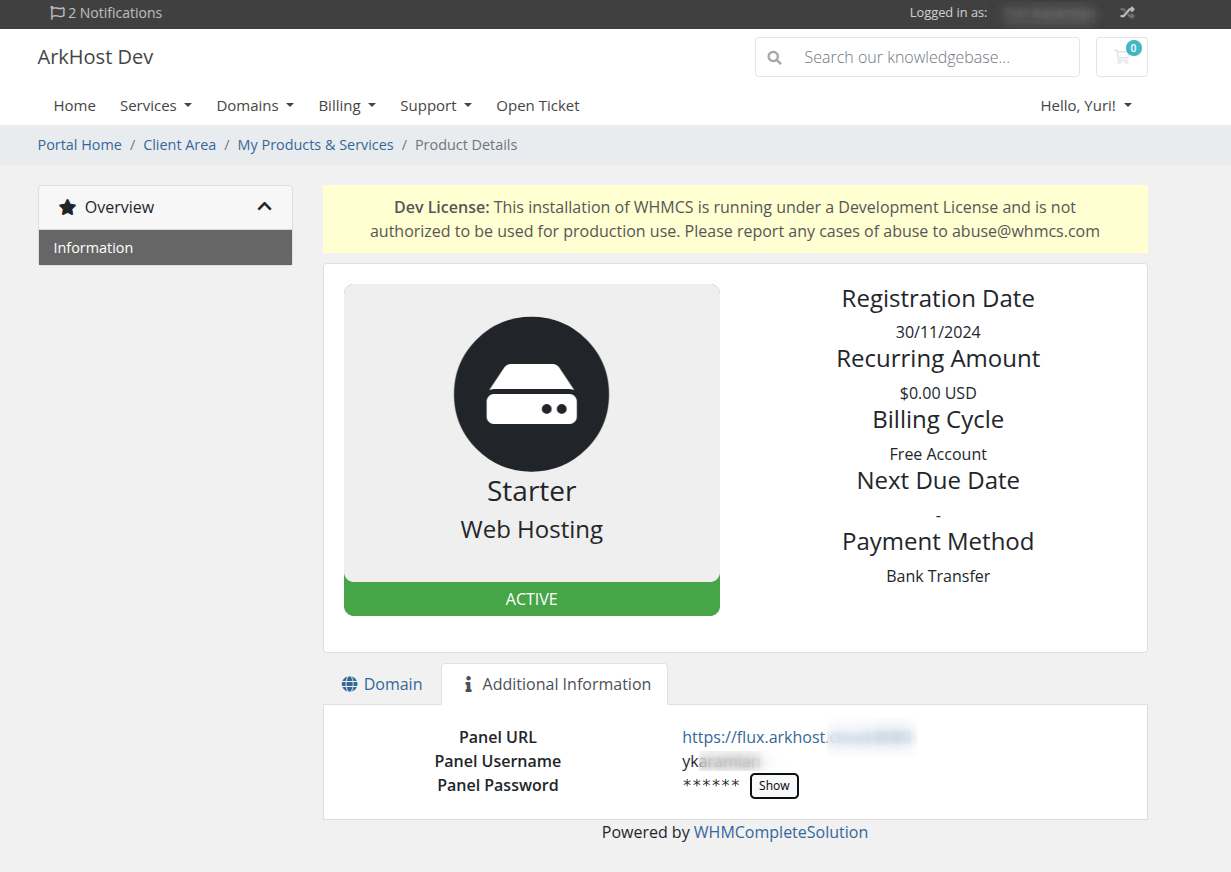 2 Notifications
Logged in as:
ArkHost Dev
Search our knowledgebase...
0
Home Services Domains Billing Support Open Ticket
Hello, Yuri!
Portal Home / Client Area / My Products & Services / Product Details
Overview
Information
Dev License: This installation of WHMCS is running under a Development License and is not
authorized to be used for production use. Please report any cases of abuse to abuse@whmcs.com
Starter
Web Hosting
ACTIVE
Registration Date
30/11/2024
Recurring Amount
$0.00 USD
Billing Cycle
Free Account
Next Due Date
-
Payment Method
Bank Transfer
Domain
Additional Information
Panel URL https://flux.arkhost.
Panel Username
Panel Password ****** Show
Powered by WHMCompleteSolution